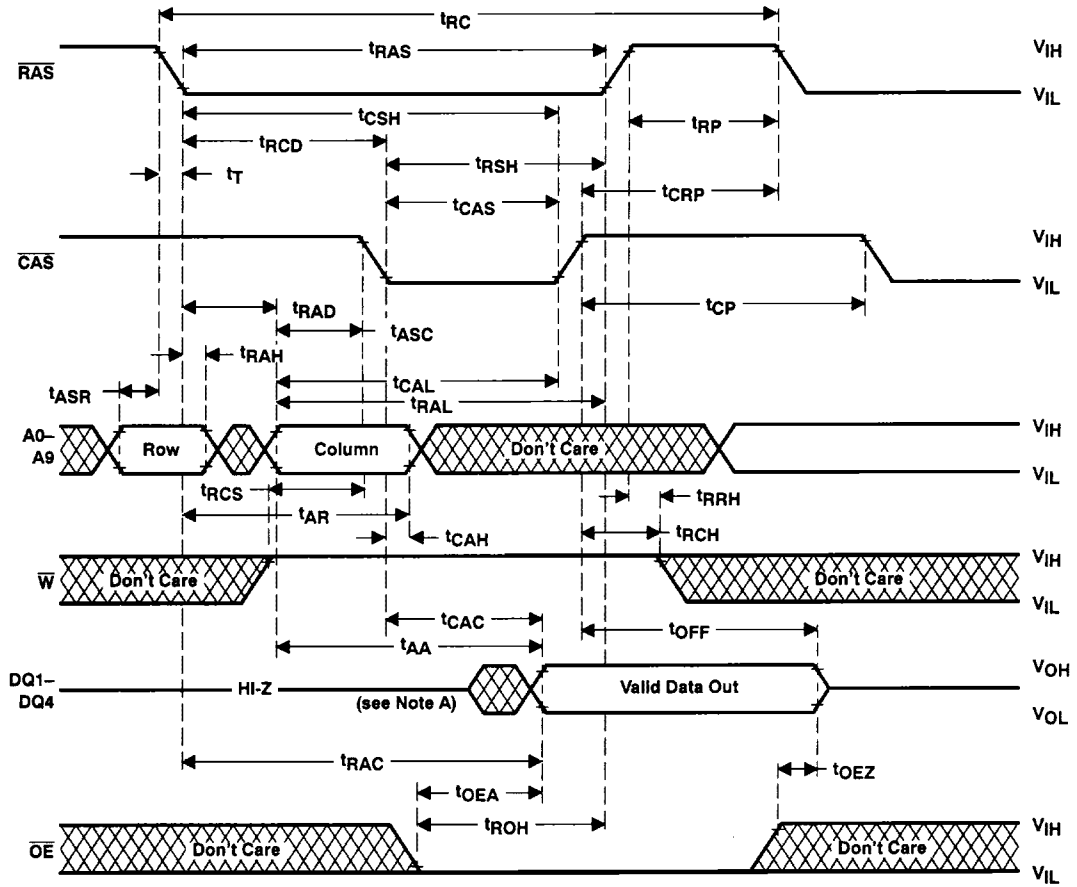 tRC
tRAS
VIH
RAS
VIL
tCSH
tRP
tRCD
tRSH
tT
tCRP
tCAS
VIH
CAS
VIL
tRAD
tCP
tASC
tRAH
tCAL
tASR
tRAL
A0–
A9
Row
Column
Don't Care
VIH
VIL
tRCS
tRRH
tAR
tRCH
tCAH
VIH
W
Don't Care
Don't Care
VIL
tCAC
tOFF
tAA
DQ1–
DQ4
HI-Z
(see Note A)
Valid Data Out
VOH
VOL
tRAC
tOEZ
tOEA
tROH
VIH
OE
Don't Care
Don't Care
VIL